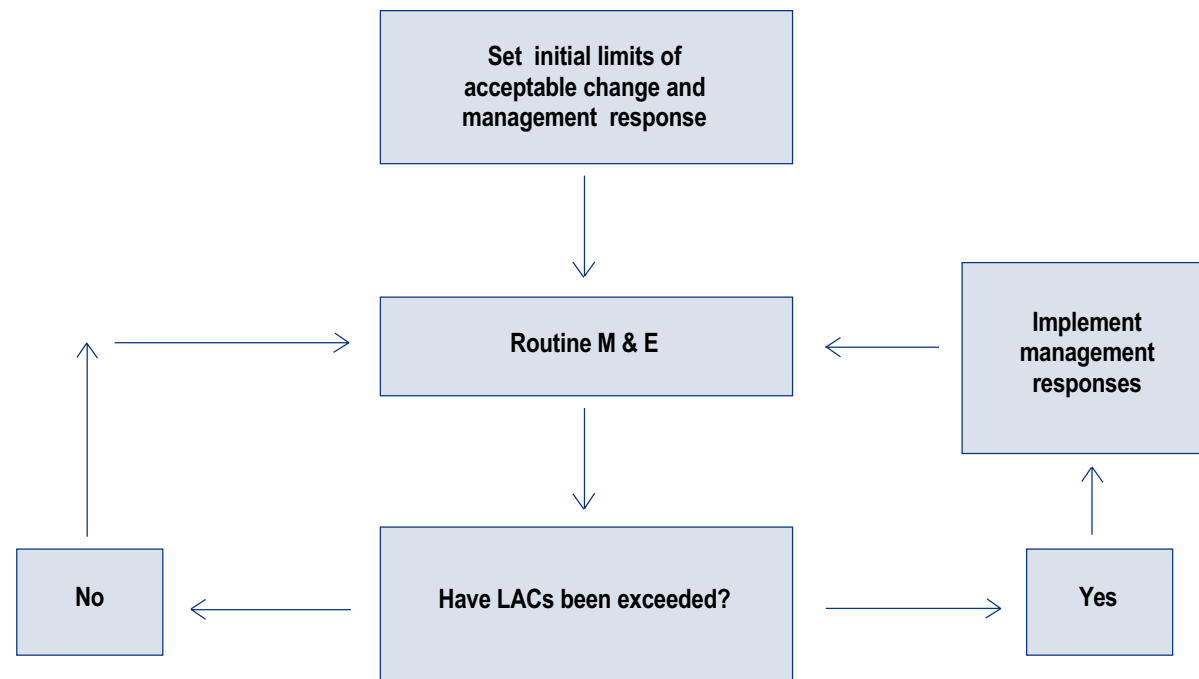 Set initial limits of
acceptable change and
management response
Routine M & E
Implement
management
responses
No
Have LACs been exceeded?
Yes